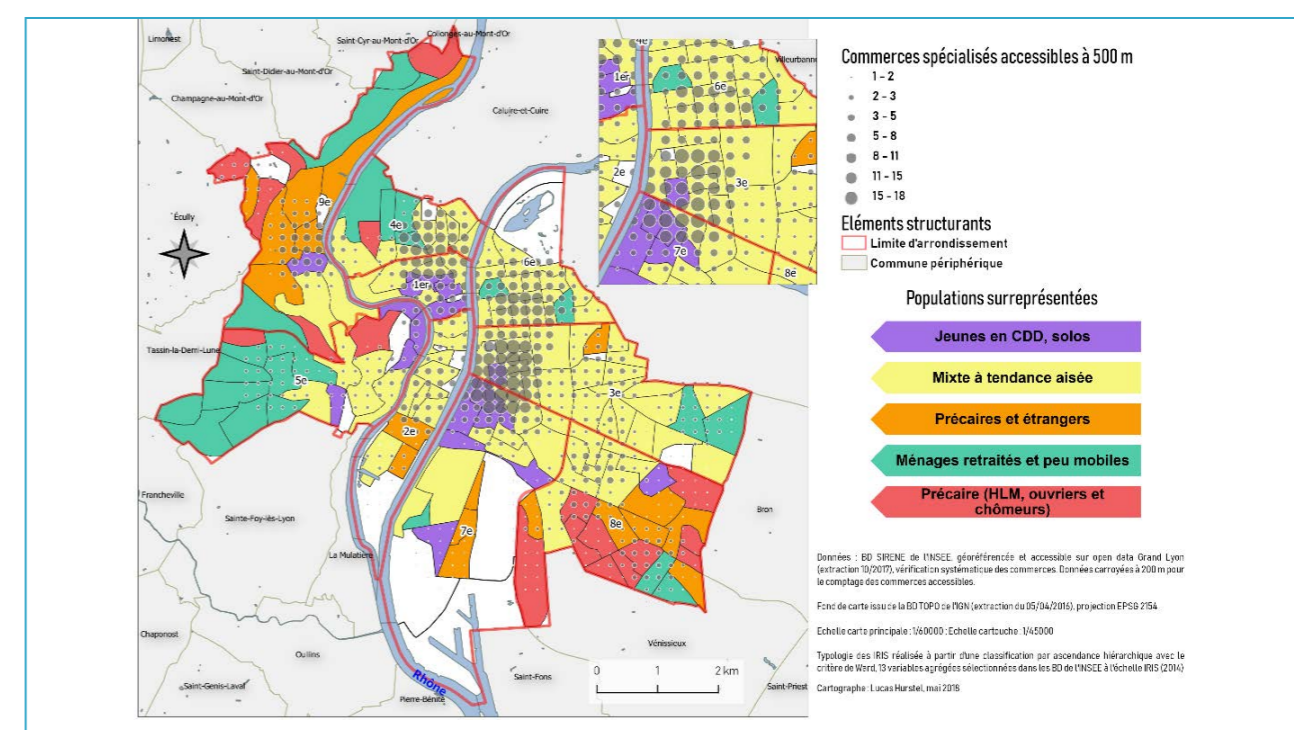 Limonest
Saint-Cyr-au-Mont-d'Or
Collonges-au-Mont-d'Or
Saint-Didier-au-Mont-d'Or
Champagne-au-Mont-d'Or
Caluire-et-Cuire
Écully
9e
4e
1er
6e
Tassin-la-Demi-Lune
5e
3e
2e
Francheville
Sainte-Foy-lès-Lyon
Bron
7e
8e
La Mulatière
Chaponost
Oullins
Vénissieux
Saint-Genis-Laval
Rhône
Pierre-Bénite
Saint-Fons
Saint-Priest
0 1 2 km
4e
1er
6e
Villeurbanne
2e
3e
7e
8e
Commerces spécialisés accessibles à 500 m
1 - 2
2 - 3
3 - 5
5 - 8
8 - 11
11 - 15
15 - 18
Eléments structurants
Limite d'arrondissement
Commune périphérique
Populations surreprésentées
Jeunes en CDD, solos
Mixte à tendance aisée
Précaires et étrangers
Ménages retraités et peu mobiles
Précaire (HLM, ouvriers et
chômeurs)
Données : BD SIRENE de l'INSEE, géoréférencée et accessible sur open data Grand Lyon
(extraction 10/2017), vérification systématique des commerces. Données carroyées à 200 m pour
le comptage des commerces accessibles.
Fond de carte issu de la BD TOPO de l'IGN (extraction du 05/04/2016), projection EPSG 2154
Echelle carte principale : 1/60000 ; Echelle cartouche : 1/45000
Typologie des IRIS réalisée à partir d'une classification par ascendance hiérarchique avec le
critère de Ward, 13 variables agrégées sélectionnées dans les BD de l'INSEE à l'échelle IRIS (2014)
Cartographe : Lucas Hurstel, mai 2018